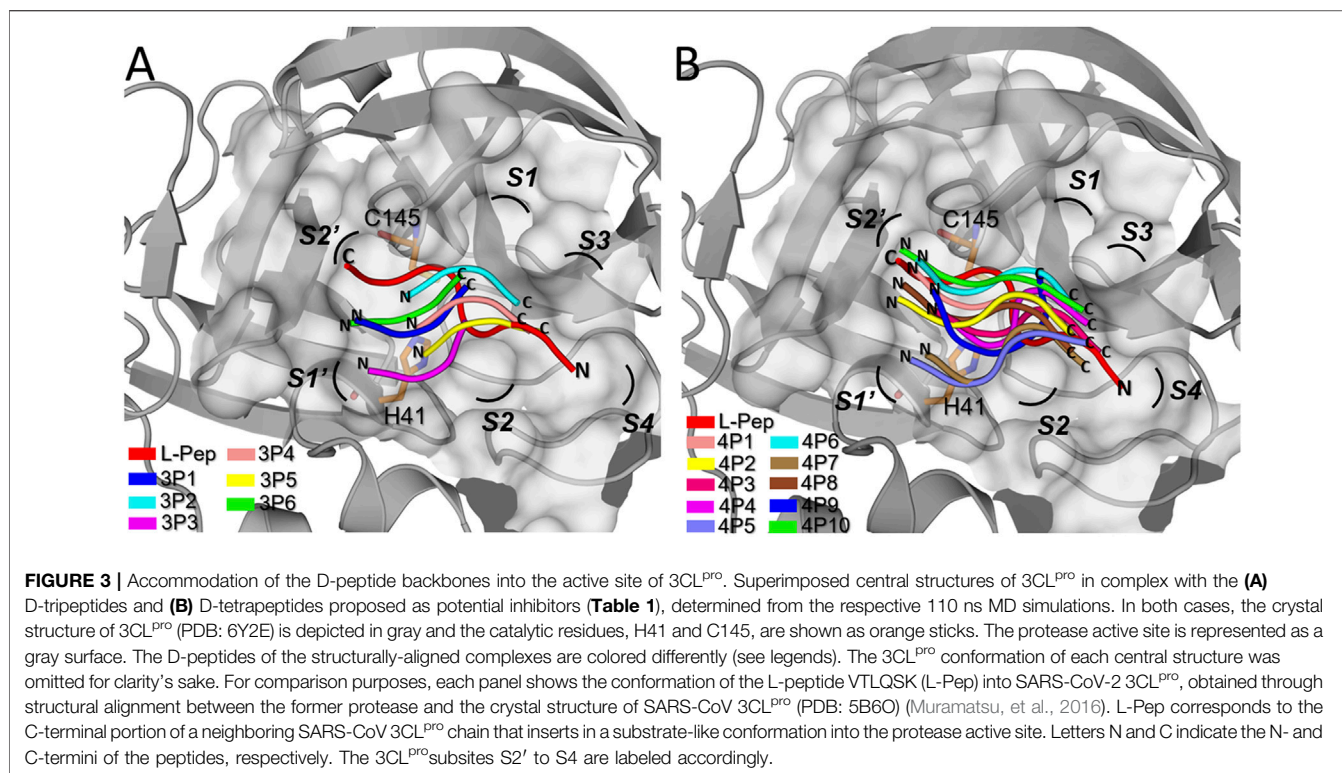 A
S1
C145
S2'
S3
C
C
N
C
N
N
N
C
C
N
N
N
S1'
S2
S4
H41
L-Pep
3P1
3P2
3P3
3P4
3P5
3P6
B
S1
C145
S2'
S3
N
C
N
N
C
N
N
N
C
C
C
C
C
C
C
N
N
N
S1'
S2
S4
H41
L-Pep
4P1
4P2
4P3
4P4
4P5
4P6
4P7
4P8
4P9
4P10
FIGURE 3 | Accommodation of the D-peptide backbones into the active site of 3CLpro. Superimposed central structures of 3CLpro in complex with the (A)
D-tripeptides and (B) D-tetrapeptides proposed as potential inhibitors (Table 1), determined from the respective 110 ns MD simulations. In both cases, the crystal
structure of 3CLpro (PDB: 6Y2E) is depicted in gray and the catalytic residues, H41 and C145, are shown as orange sticks. The protease active site is represented as a
gray surface. The D-peptides of the structurally-aligned complexes are colored differently (see legends). The 3CLpro conformation of each central structure was
omitted for clarity's sake. For comparison purposes, each panel shows the conformation of the L-peptide VTLQSK (L-Pep) into SARS-CoV-2 3CLpro, obtained through
structural alignment between the former protease and the crystal structure of SARS-CoV 3CLpro (PDB: 5B6O) (Muramatsu, et al., 2016). L-Pep corresponds to the
C-terminal portion of a neighboring SARS-CoV 3CLpro chain that inserts in a substrate-like conformation into the protease active site. Letters N and C indicate the N- and
C-termini of the peptides, respectively. The 3CLprosubsites S2′ to S4 are labeled accordingly.